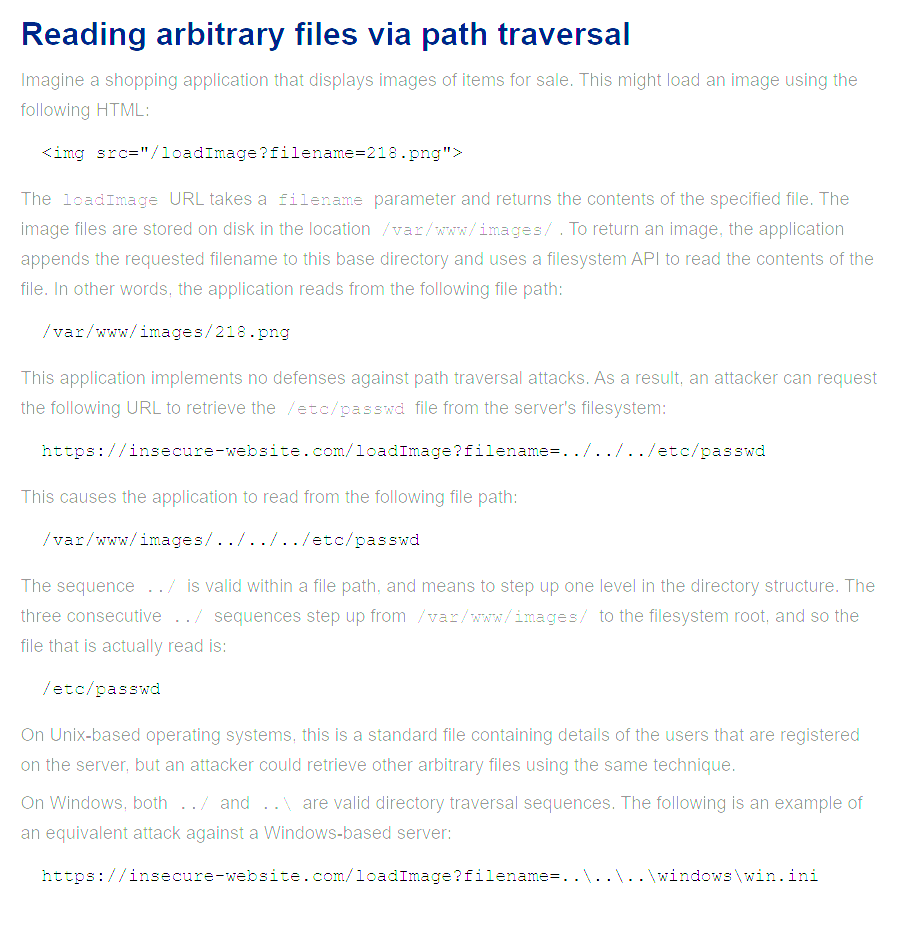 Reading arbitrary files via path traversal
Imagine a shopping application that displays images of items for sale. This might load an image using the
following HTML:
<img src="/loadImage?filename=218.png">
The loadImage URL takes a filename parameter and returns the contents of the specified file. The
image files are stored on disk in the location /var/www/images/ . To return an image, the application
appends the requested filename to this base directory and uses a filesystem API to read the contents of the
file. In other words, the application reads from the following file path:
/var/www/images/218.png
This application implements no defenses against path traversal attacks. As a result, an attacker can request
the following URL to retrieve the /etc/passwd file from the server's filesystem:
https://insecure-website.com/loadImage?filename=../../../etc/passwd
This causes the application to read from the following file path:
/var/www/images/../../../etc/passwd
The sequence ../ is valid within a file path, and means to step up one level in the directory structure. The
three consecutive ../ sequences step up from /var/www/images/ to the filesystem root, and so the
file that is actually read is:
/etc/passwd
On Unix-based operating systems, this is a standard file containing details of the users that are registered
on the server, but an attacker could retrieve other arbitrary files using the same technique.
On Windows, both ../ and ..\ are valid directory traversal sequences. The following is an example of
an equivalent attack against a Windows-based server:
https://insecure-website.com/loadImage?filename=..\..\..\windows\win.ini